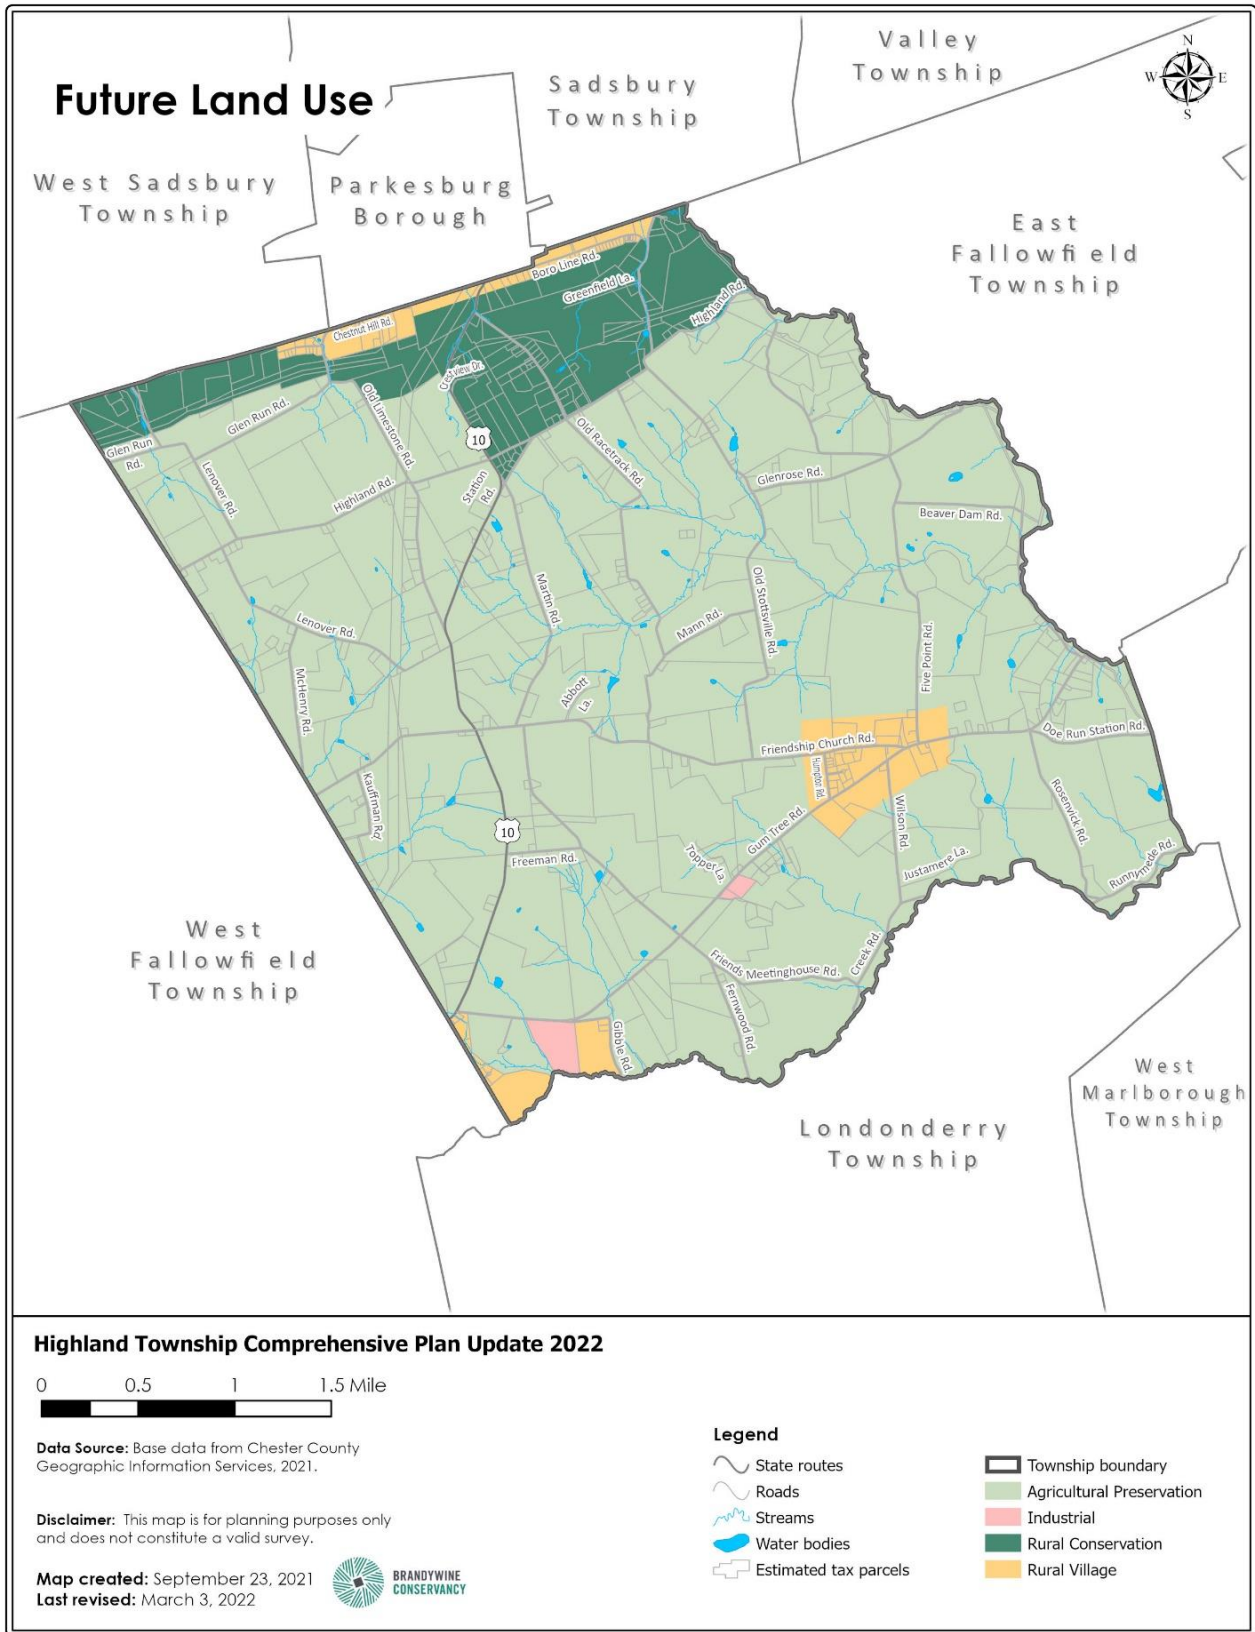 Future Land Use
Valley
Township
Sadsbury
Township
N
W E
S
West Sadsbury
Township
Parkesburg
Borough
East
Fallowfield
Township
Boro Line Rd.
Greenfield La.
Highland Rd.
Chestnut Hill Rd.
Crestview Dr.
Old Limestone Rd.
Glen Run Rd.
Glen Run
Rd.
10
Old Racetrack Rd.
Lenover Rd.
Highland Rd.
Station
Rd.
Glenrose Rd.
Beaver Dam Rd.
Martin Rd.
Old Stottsville Rd.
Lenover Rd.
Mann Rd.
Five Point Rd.
McHenry Rd.
Abbott
La.
Doe Run Station Rd.
Friendship Church Rd.
Humpton Rd.
Kauffman Rd.
Wilson Rd.
Rosenvick Rd.
10
Gum Tree Rd.
Freeman Rd.
Topper La.
Justamere La.
Runnymede Rd.
West
Fallowfield
Township
Friends Meetinghouse Rd.
Creek Rd.
Fernwood Rd.
Gibble Rd.
West
Marlborough
Township
Londonderry
Township
Highland Township Comprehensive Plan Update 2022
0 0.5 1 1.5 Mile
Data Source: Base data from Chester County
Geographic Information Services, 2021.
Disclaimer: This map is for planning purposes only
and does not constitute a valid survey.
Map created: September 23, 2021
Last revised: March 3, 2022
BRANDYWINE
CONSERVANCY
Legend
State routes
Roads
Streams
Water bodies
Estimated tax parcels
Township boundary
Agricultural Preservation
Industrial
Rural Conservation
Rural Village